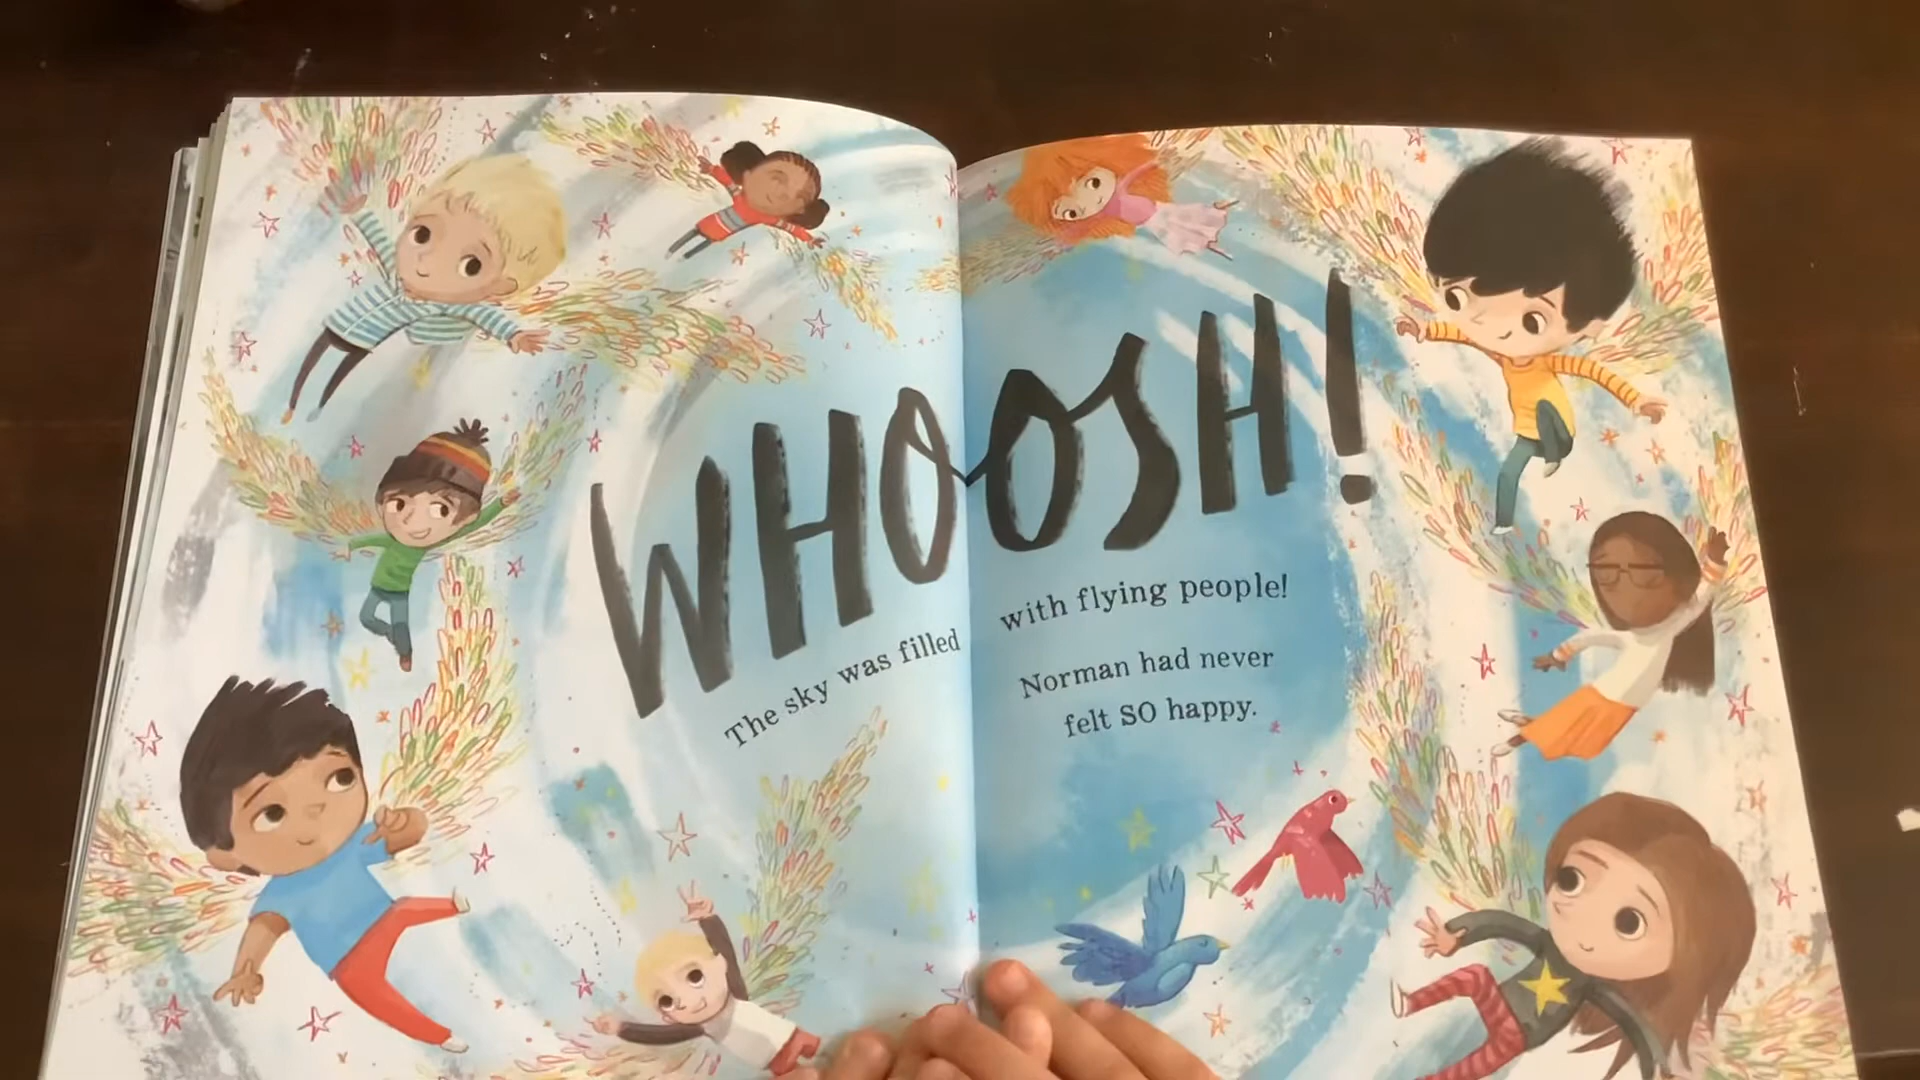 WHOOSH!
The sky was filled with flying people!
Norman had never
felt SO happy.